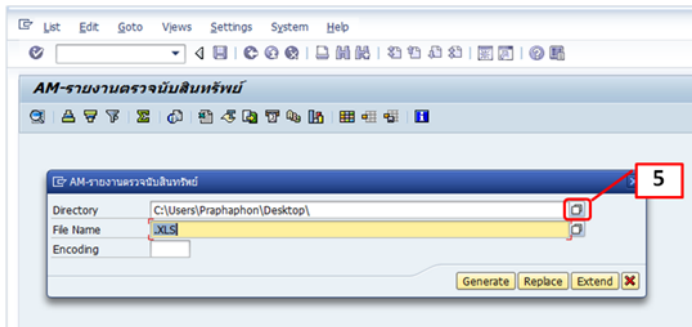 List Edit Goto Views Settings System Help
AM-รายงานตรวจนับสินทรัพย์
AM-รายงานตรวจนับสินทรัพย์
5
Directory C:\Users\Praphaphon\Desktop\
File Name .XLS
Encoding
Generate Replace Extend